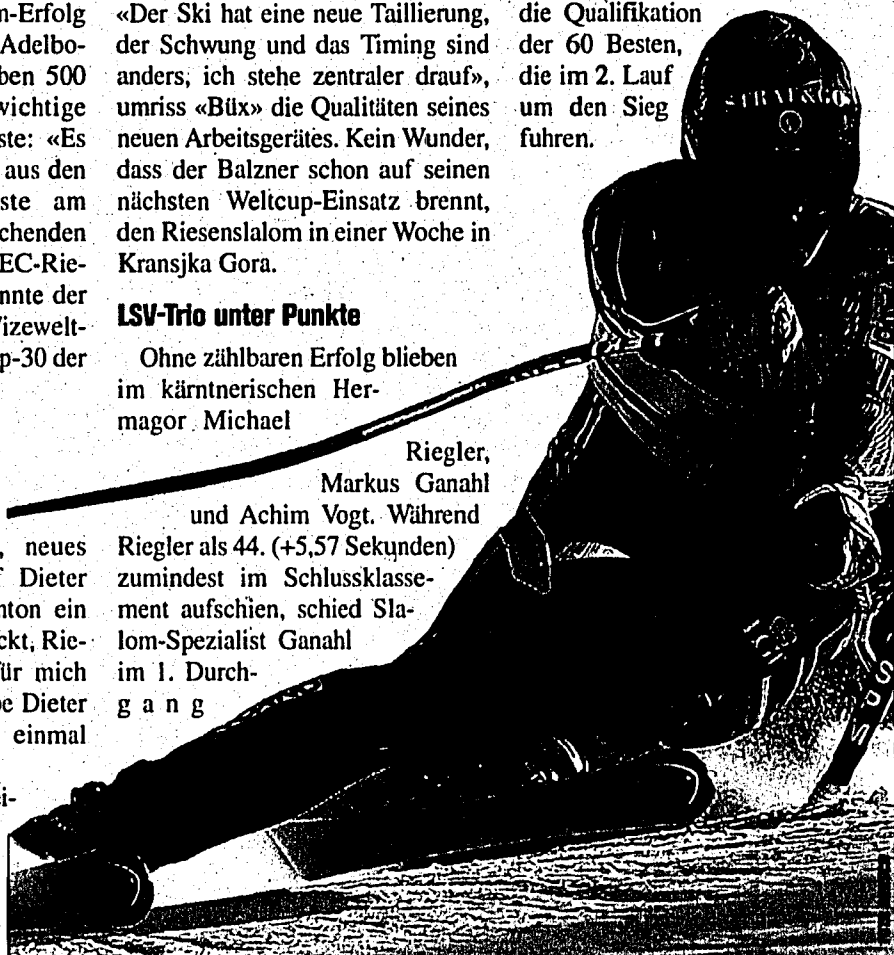 n-Erfolg
Adelbo-
ben 500
wichtige
ste: «Es
aus den
ste am
chenden
EC-Rie-
nnte der
izewelt-
p-30 der
neues
Dieter
nton ein
ckt, Rie-
für mich
e Dieter
einmal
ei-
«Der Ski hat eine neue Taillierung,
der Schwung und das Timing sind
anders, ich stehe zentraler drauf»,
umriss «Büx» die Qualitäten seines
neuen Arbeitsgerätes. Kein Wunder,
dass der Balzner schon auf seinen
nächsten Weltcup-Einsatz brennt,
den Riesenslalom in einer Woche in
Kransjka Gora.
LSV-Trio unter Punkte
Ohne zählbaren Erfolg blieben
im kärntnerischen Her-
magor Michael
Riegler,
Markus Ganahl
und Achim Vogt. Während
Riegler als 44. (+5,57 Sekunden)
zumindest im Schlussklasse-
ment aufschien, schied Sla-
lom-Spezialist Ganahl
im 1. Durch-
gang
die Qualifikation
der 60 Besten,
die im 2. Lauf
um den Sieg
fuhren.